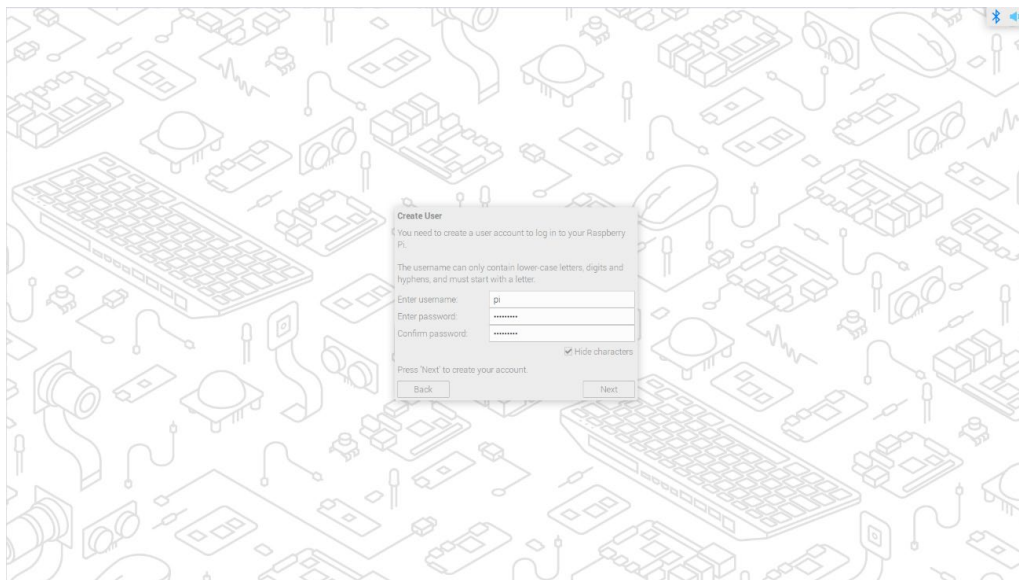 Create User
You need to create a user account to log in to your Raspberry
Pi.
The username can only contain lower-case letters, digits and
hyphens, and must start with a letter.
Enter username: pi
Enter password: •••••••••
Confirm password: •••••••••
Hide characters
Press 'Next' to create your account.
Back Next